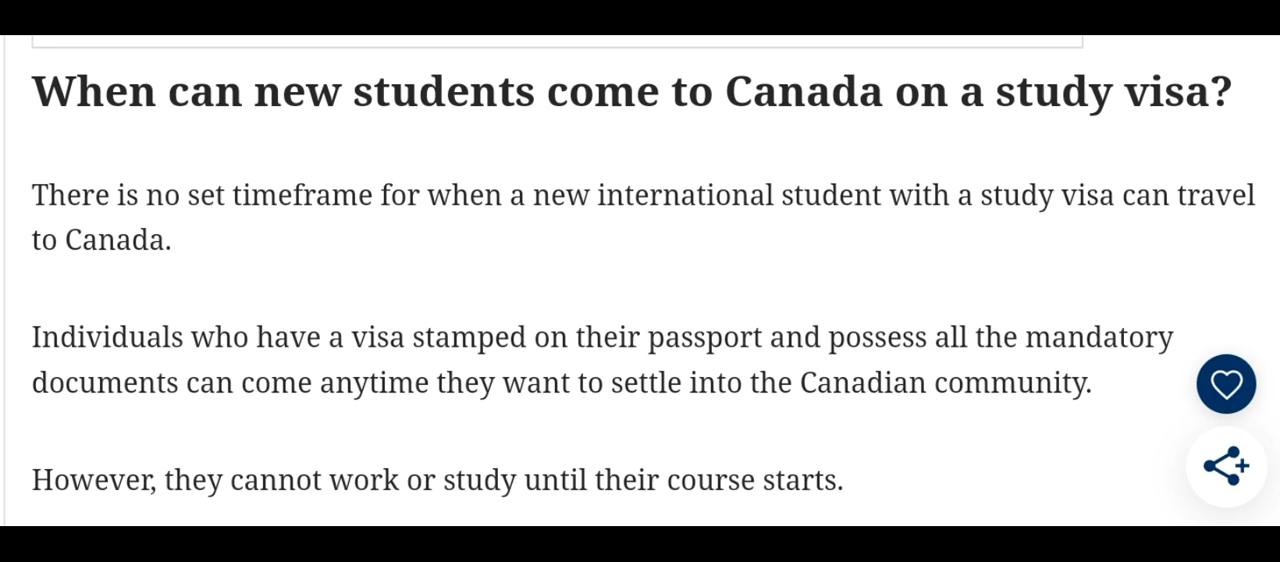 When can new students come to Canada on a study visa?
There is no set timeframe for when a new international student with a study visa can travel
to Canada.
Individuals who have a visa stamped on their passport and possess all the mandatory
documents can come anytime they want to settle into the Canadian community.
However, they cannot work or study until their course starts.